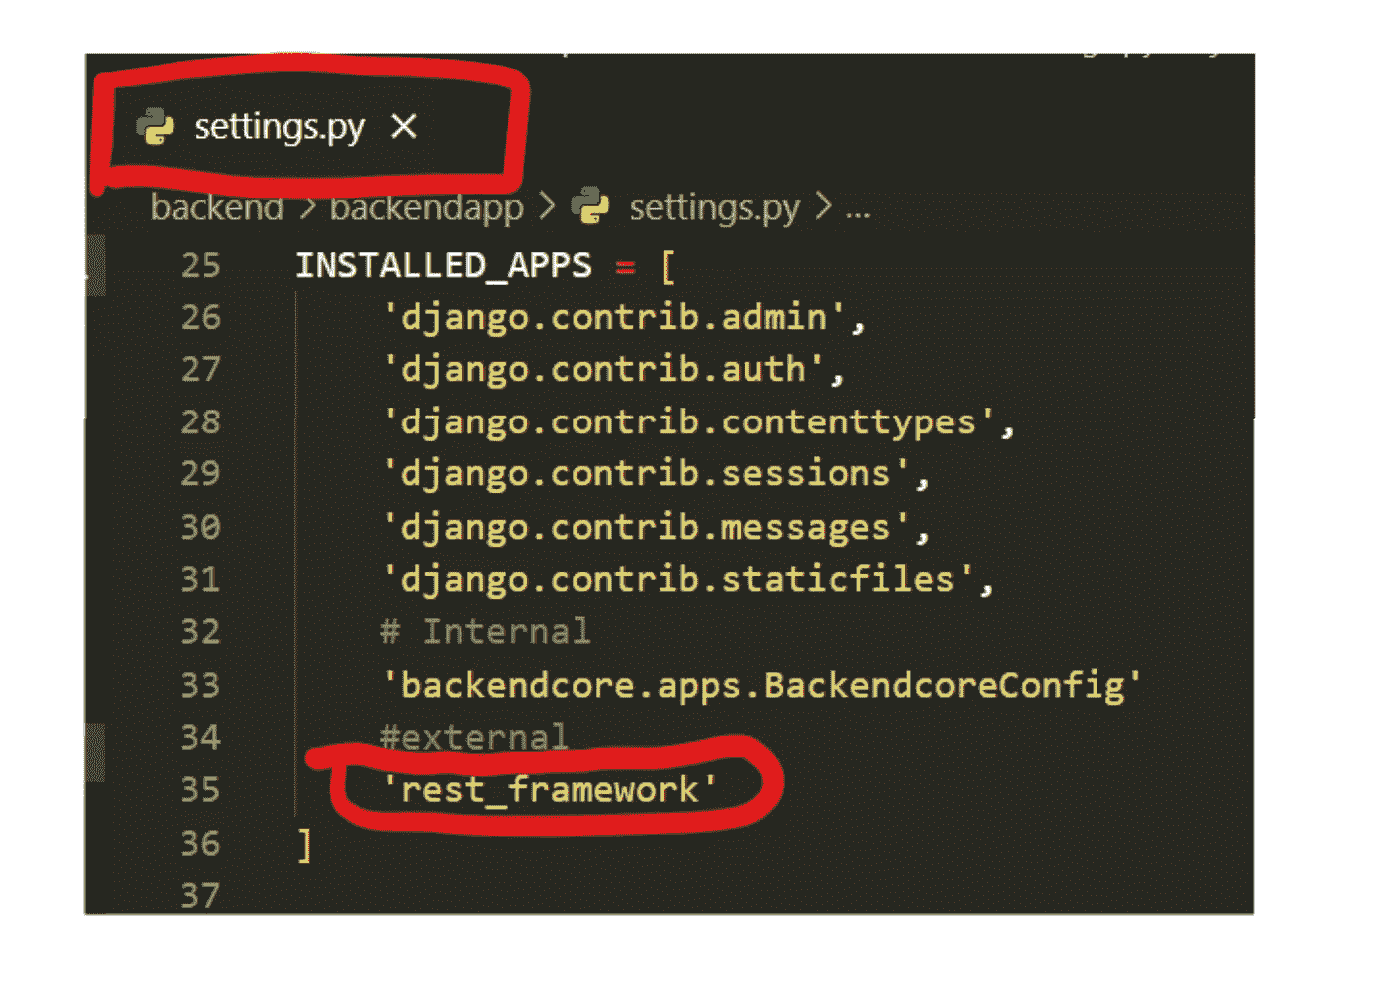 settings.py ×
backend > backendapp > settings.py > ...
25 INSTALLED_APPS = [
26 'django.contrib.admin',
27 'django.contrib.auth',
28 'django.contrib.contenttypes',
29 'django.contrib.sessions',
30 'django.contrib.messages',
31 'django.contrib.staticfiles',
32 # Internal
33 'backendcore.apps.BackendcoreConfig'
34 #external
35 'rest_framework'
36 ]
37